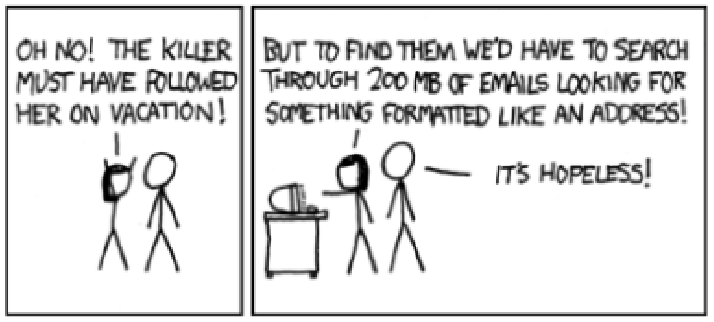 OH NO! THE KILLER
MUST HAVE FOLLOWED
HER ON VACATION!
BUT TO FIND THEM WE'D HAVE TO SEARCH
THROUGH 200 MB OF EMAILS LOOKING FOR
SOMETHING FORMATTED LIKE AN ADDRESS!
IT'S HOPELESS!